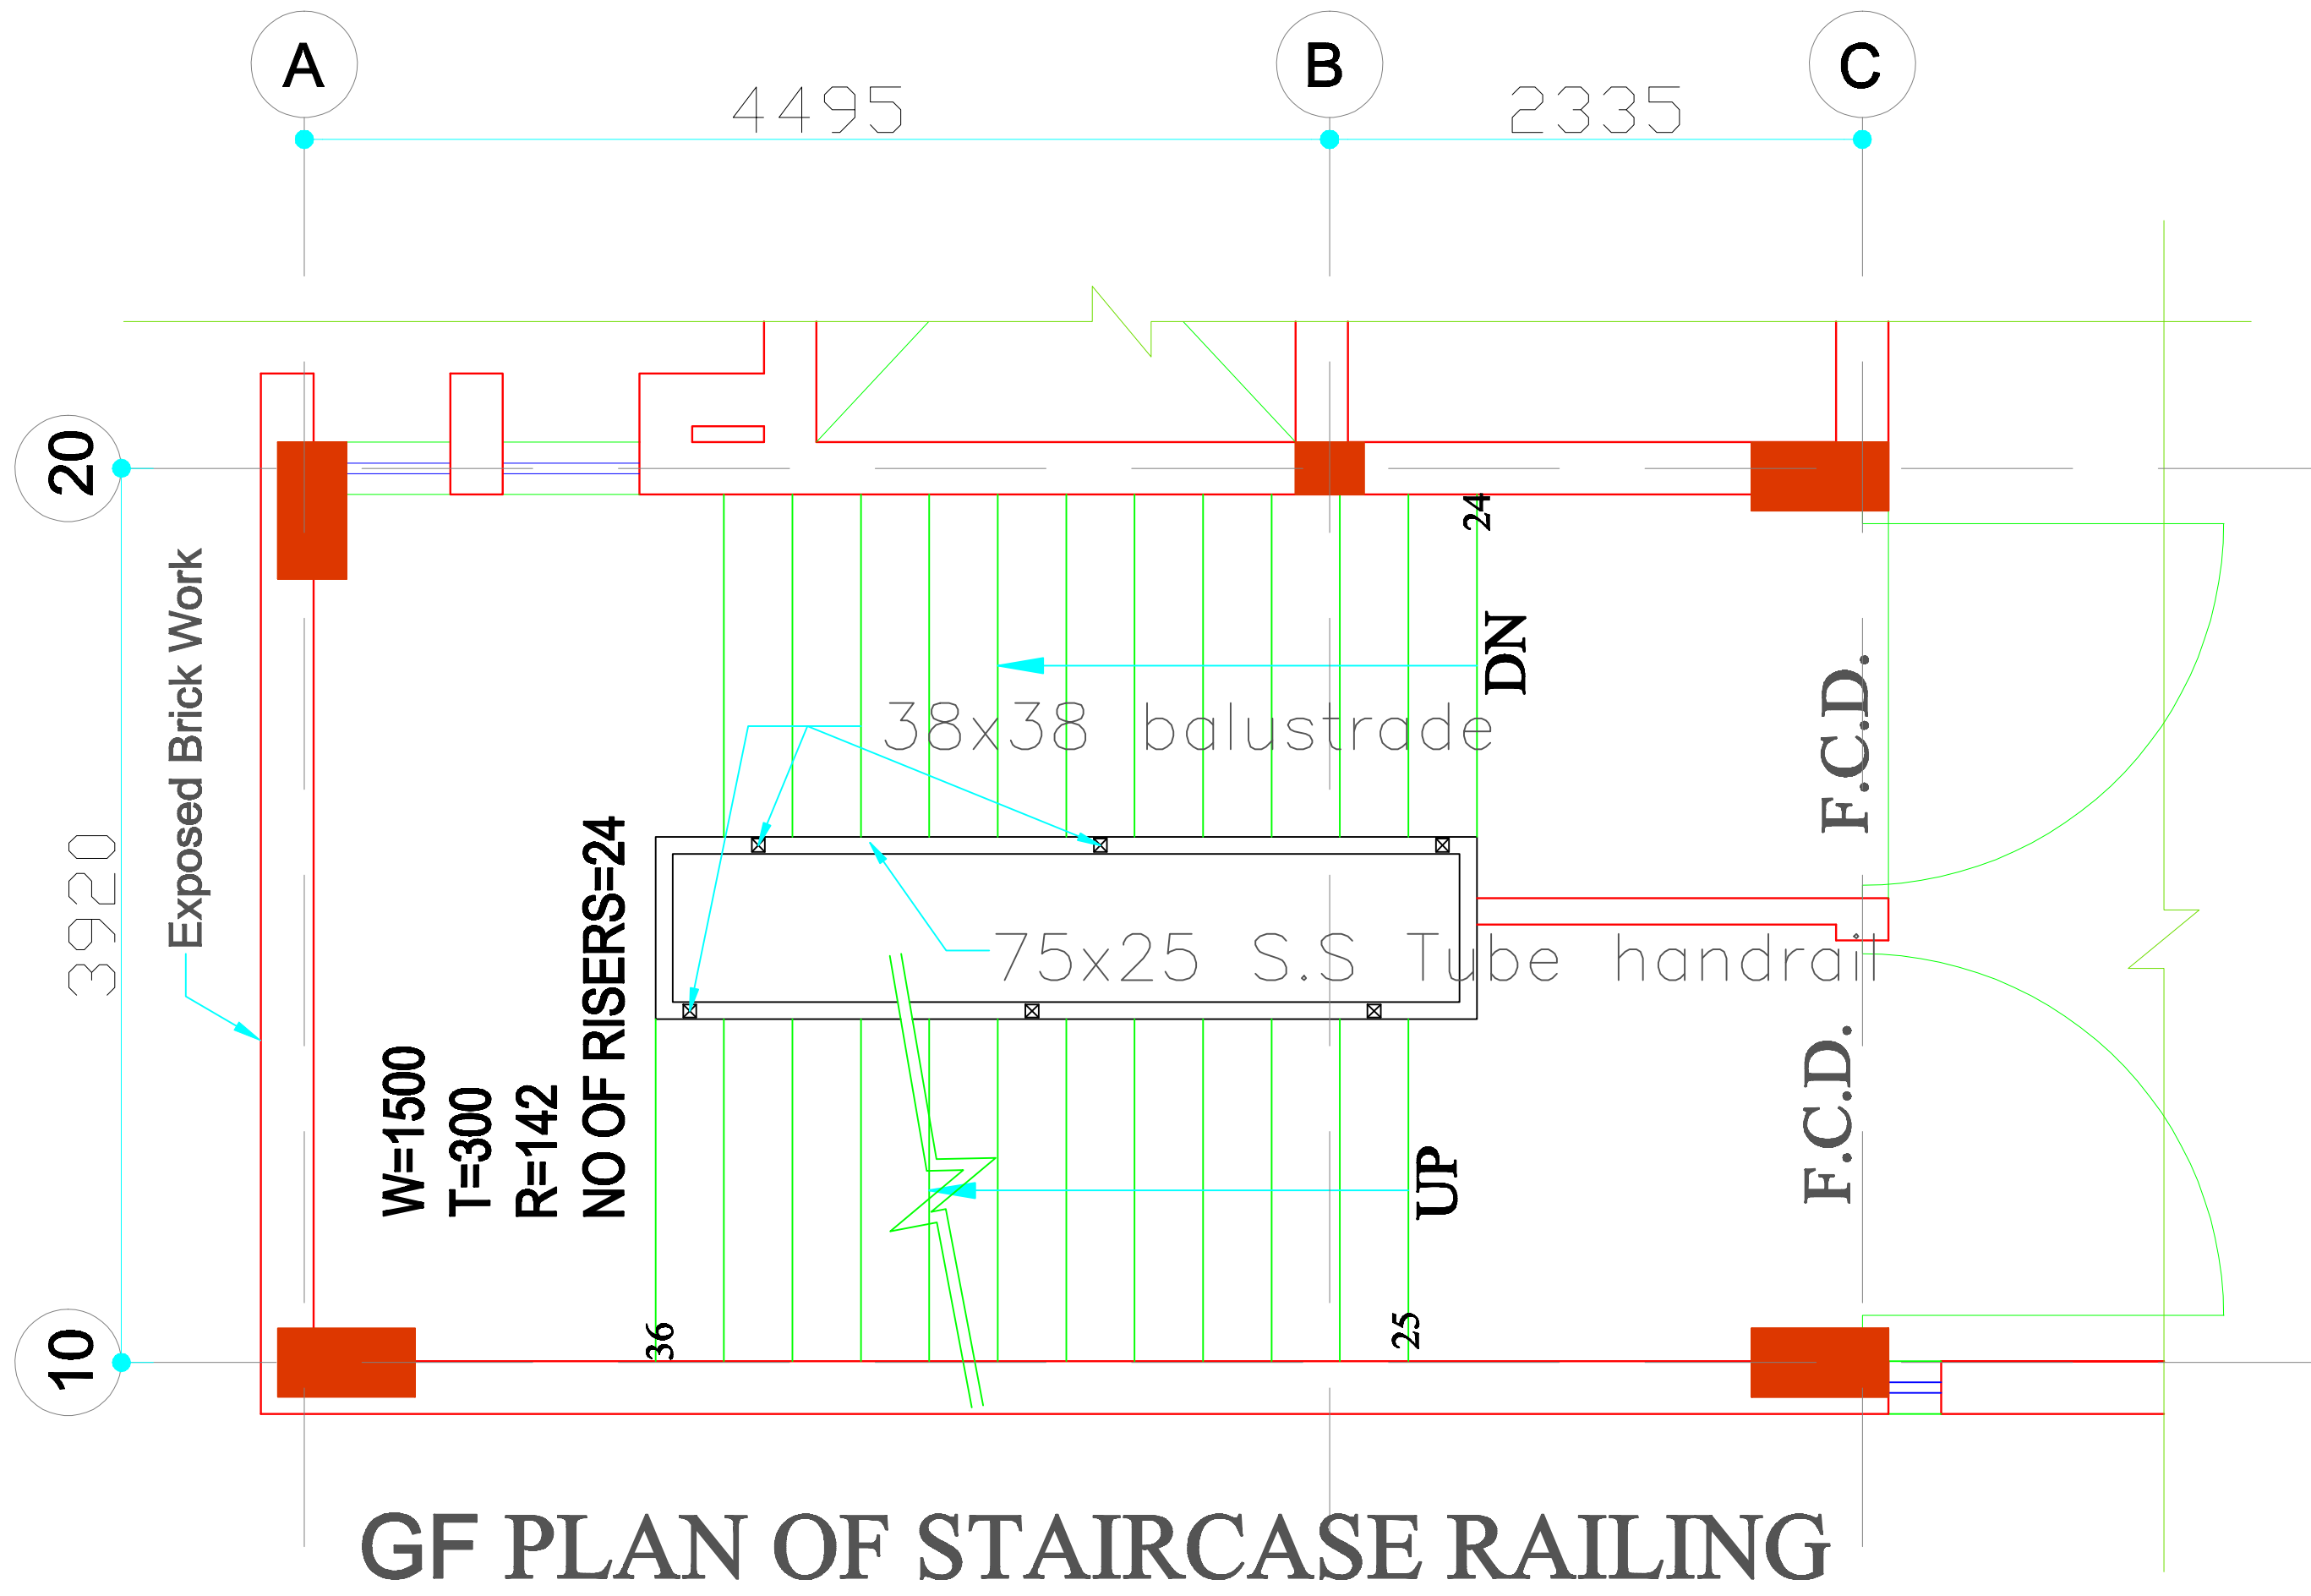 A
B
C
4495
2335
20
10
3920
Exposed Brick Work
24
DN
38x38 balustrade
F.C.D.
75x25 S.S Tube handrail
F.C.D.
W=1500
T=300
R=142
NO OF RISERS=24
UP
36
25
GF PLAN OF STAIRCASE RAILING